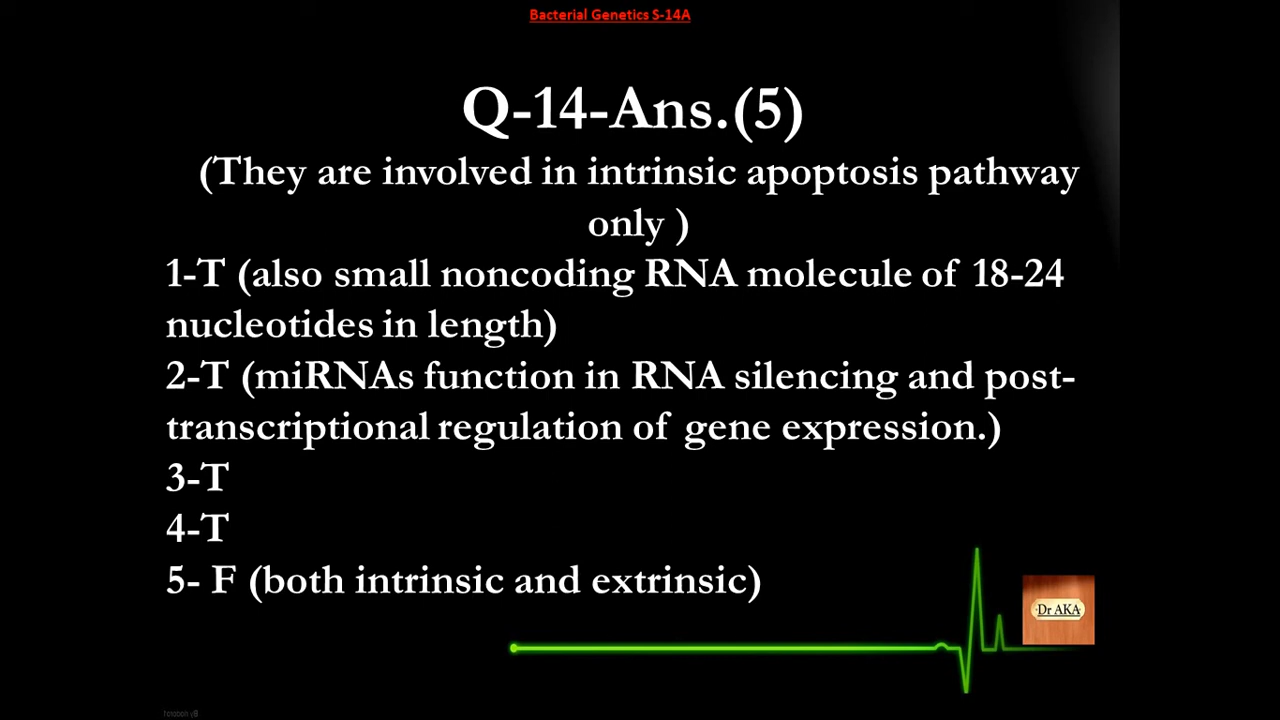 Bacterial Genetics S-14A
Q-14-Ans.(5)
(They are involved in intrinsic apoptosis pathway
only )
1-T (also small noncoding RNA molecule of 18-24
nucleotides in length)
2-T (miRNAs function in RNA silencing and post-
transcriptional regulation of gene expression.)
3-T
4-T
5- F (both intrinsic and extrinsic)
Dr AKA